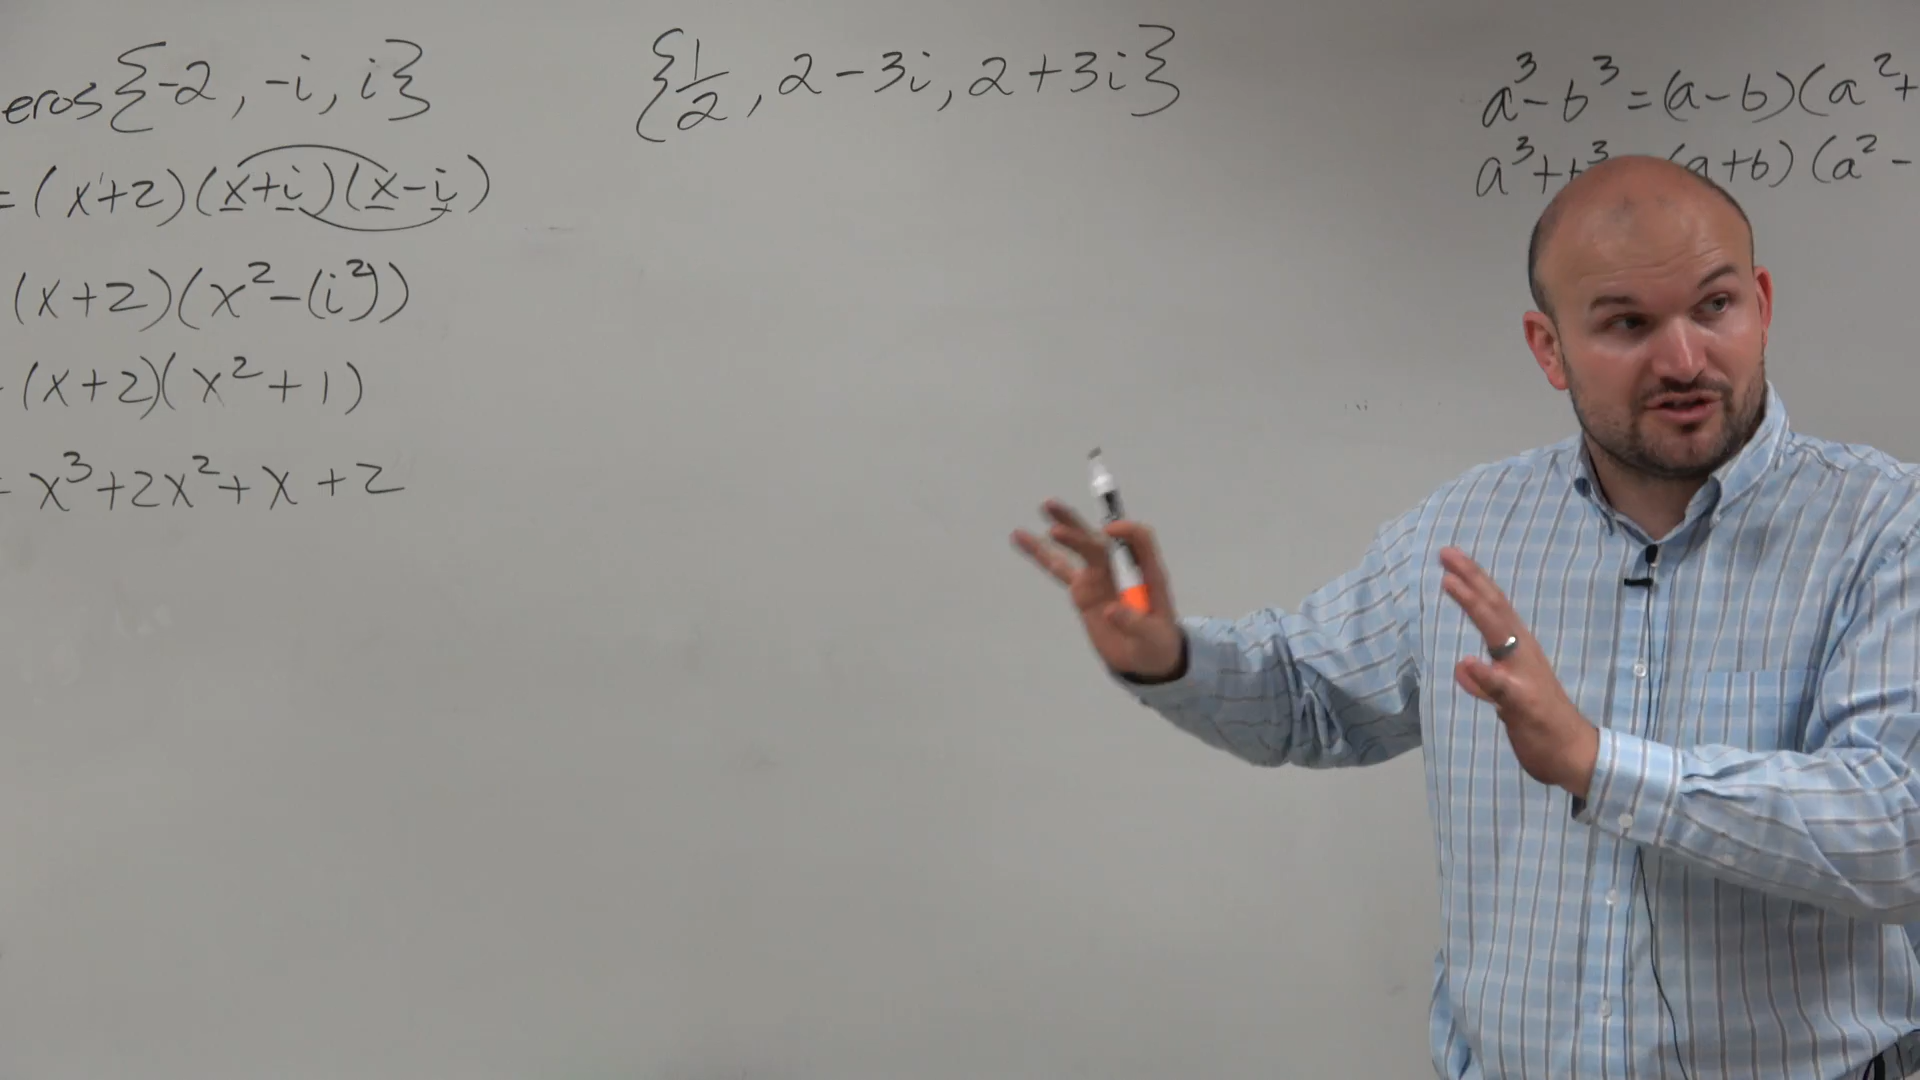 eros {-2, -i, i}
= (x+2)(x+i)(x-i)
(x+2)(x²-(i²))
(x+2)(x²+1)
x³+2x²+x+2
{1/2, 2-3i, 2+3i}
a³-b³=(a-b)(a²+
a³+b³ (a+b)(a²-